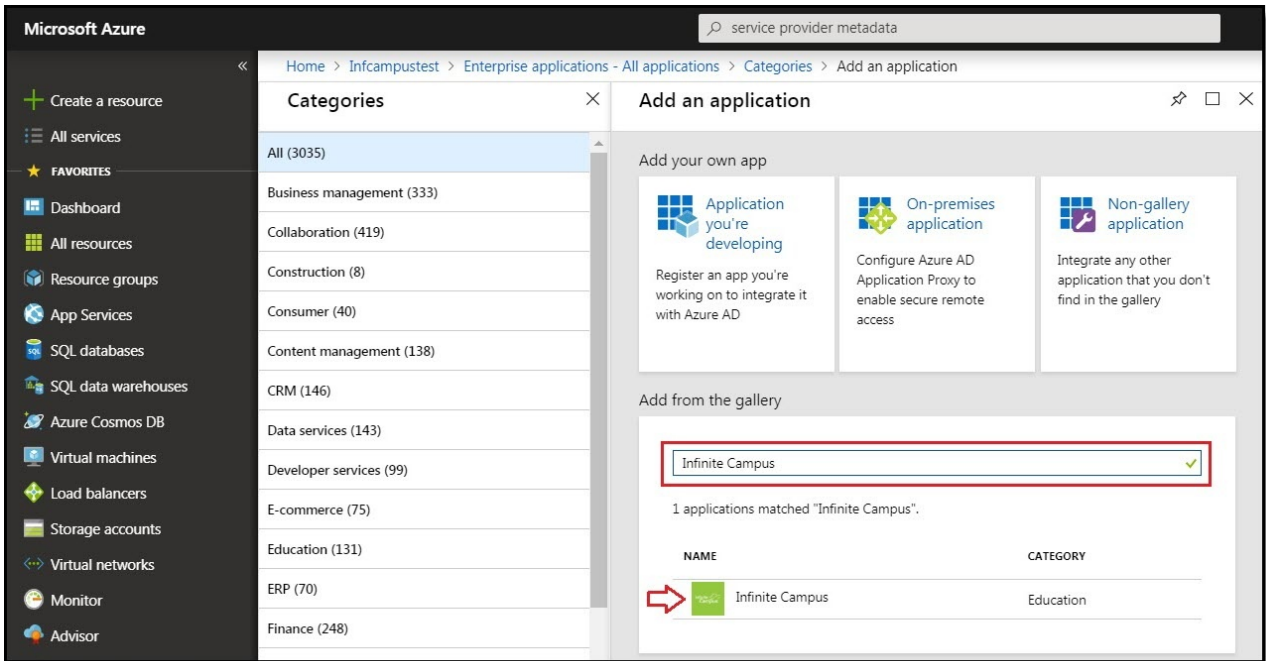 Microsoft Azure
service provider metadata
«
Home > Infcampustest > Enterprise applications - All applications > Categories > Add an application
Create a resource
All services
FAVORITES
Dashboard
All resources
Resource groups
App Services
SQL databases
SQL data warehouses
Azure Cosmos DB
Virtual machines
Load balancers
Storage accounts
Virtual networks
Monitor
Advisor
Categories
All (3035)
Business management (333)
Collaboration (419)
Construction (8)
Consumer (40)
Content management (138)
CRM (146)
Data services (143)
Developer services (99)
E-commerce (75)
Education (131)
ERP (70)
Finance (248)
Add an application
Add your own app
Application
you're
developing
Register an app you're
working on to integrate it
with Azure AD
On-premises
application
Configure Azure AD
Application Proxy to
enable secure remote
access
Non-gallery
application
Integrate any other
application that you don't
find in the gallery
Add from the gallery
Infinite Campus
1 applications matched "Infinite Campus".
NAME CATEGORY
Infinite Campus Education